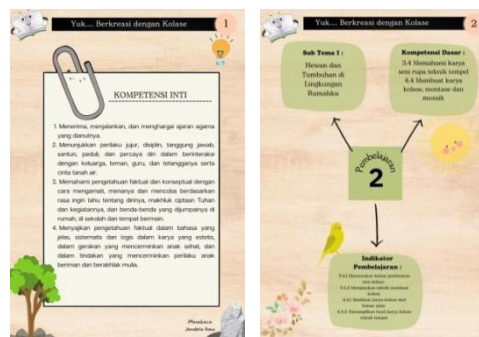 Yuk.... Berkreasi dengan Kolase
1
KOMPETENSI INTI
1. Menerima, menjalankan, dan menghargai ajaran agama
yang dianutnya.
2. Menunjukkan perilaku jujur, disiplin, tanggung jawab,
santun, peduli, dan percaya diri dalam berinteraksi
dengan keluarga, teman, guru, dan tetangganya serta
cinta tanah air.
3. Memahami pengetahuan faktual dan konseptual dengan
cara mengamati, menanya dan mencoba berdasarkan
rasa ingin tahu tentang dirinya, makhluk ciptaan Tuhan
dan kegiatannya, dan benda-benda yang dijumpainya di
rumah, di sekolah dan tempat bermain.
4. Menyajikan pengetahuan faktual dalam bahasa yang
jelas, sistematis dan logis dalam karya yang estetis,
dalam gerakan yang mencerminkan anak sehat, dan
dalam tindakan yang mencerminkan perilaku anak
beriman dan berakhlak mulia.
Membaca
Jendela Ilmu
Yuk.... Berkreasi dengan Kolase
2
Sub Tema 1 :
Hewan dan
Tumbuhan di
Lingkungan
Rumahku
Kompetensi Dasar :
3.4 Memahami karya
seni rupa teknik tempel
4.4 Membuat karya
kolase, montase dan
mozaik
Pembelajaran
2
Indikator
Pembelajaran :